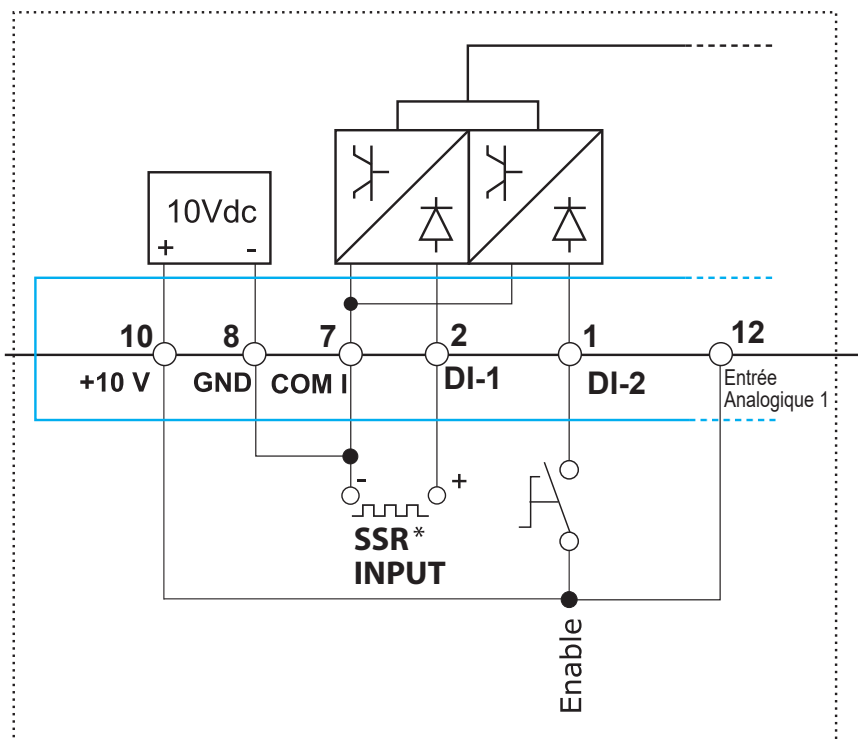 10Vdc
+ -
10 8 7 2 1 12
+10 V GND COM I DI-1 DI-2 Entrée
Analogique 1
- +
SSR*
INPUT
Enable